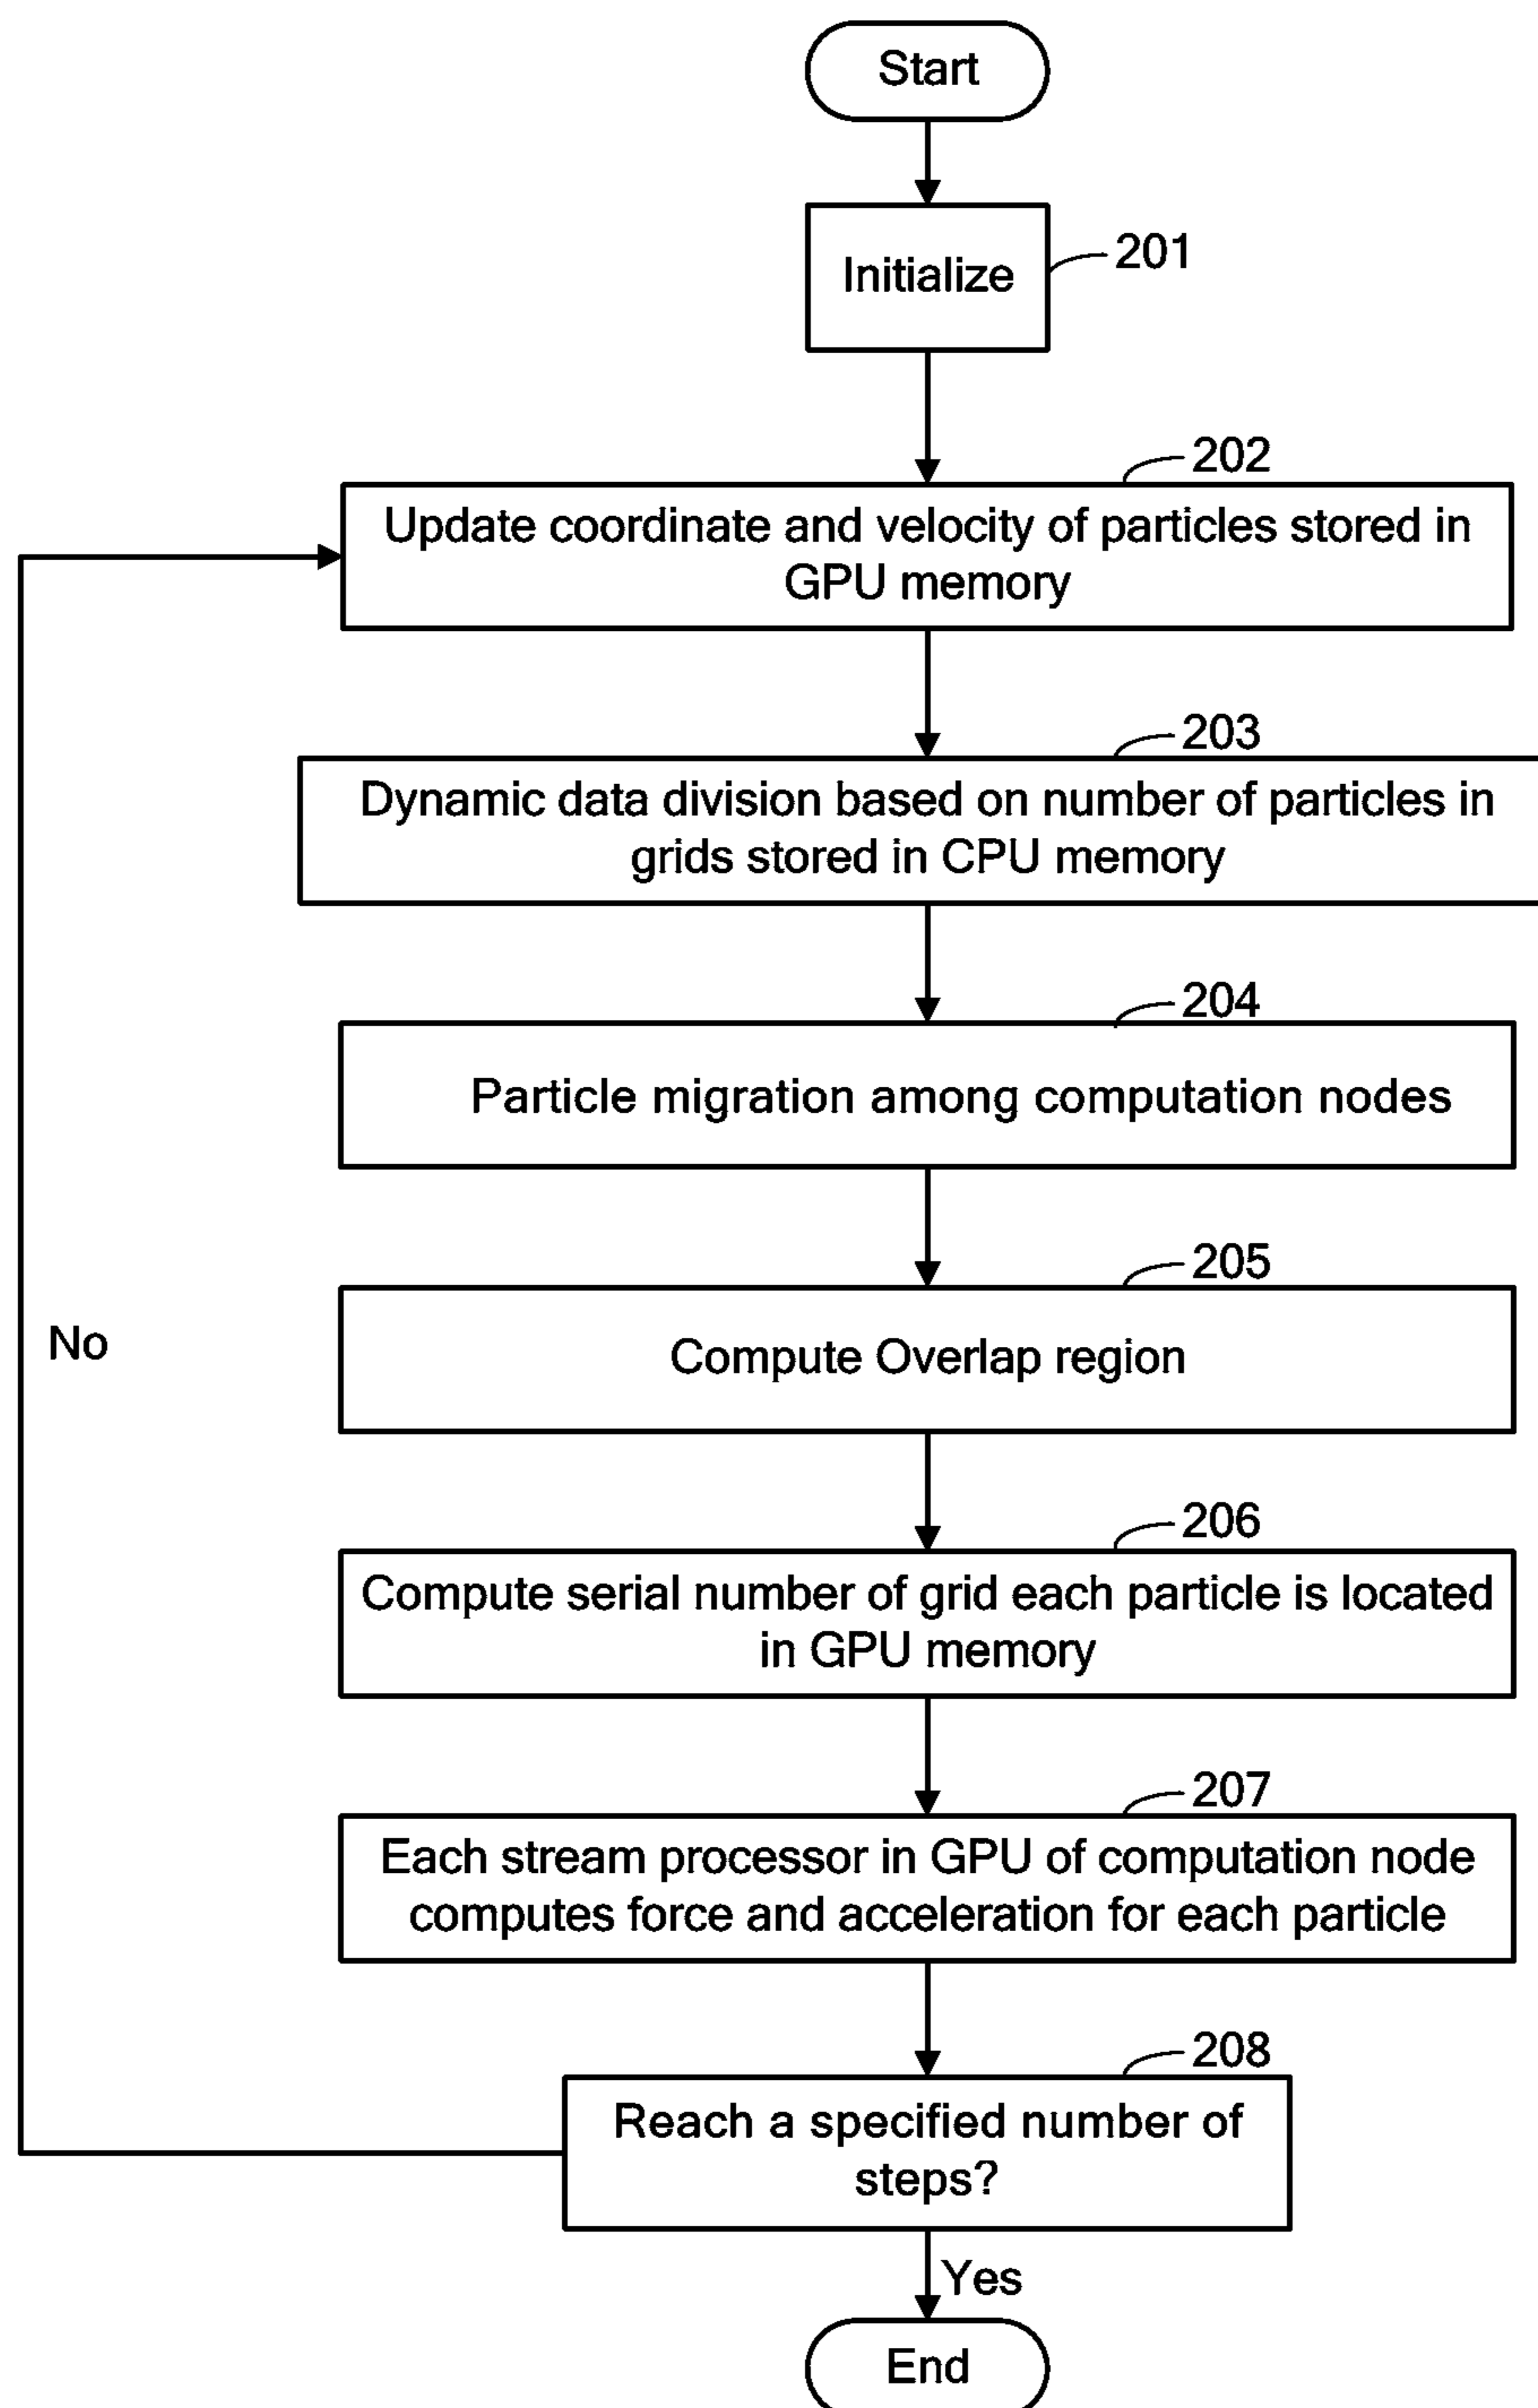 Start
Initialize
201
202
Update coordinate and velocity of particles stored in
GPU memory
203
Dynamic data division based on number of particles in
grids stored in CPU memory
204
Particle migration among computation nodes
205
Compute Overlap region
No
206
Compute serial number of grid each particle is located
in GPU memory
207
Each stream processor in GPU of computation node
computes force and acceleration for each particle
208
Reach a specified number of
steps?
Yes
End